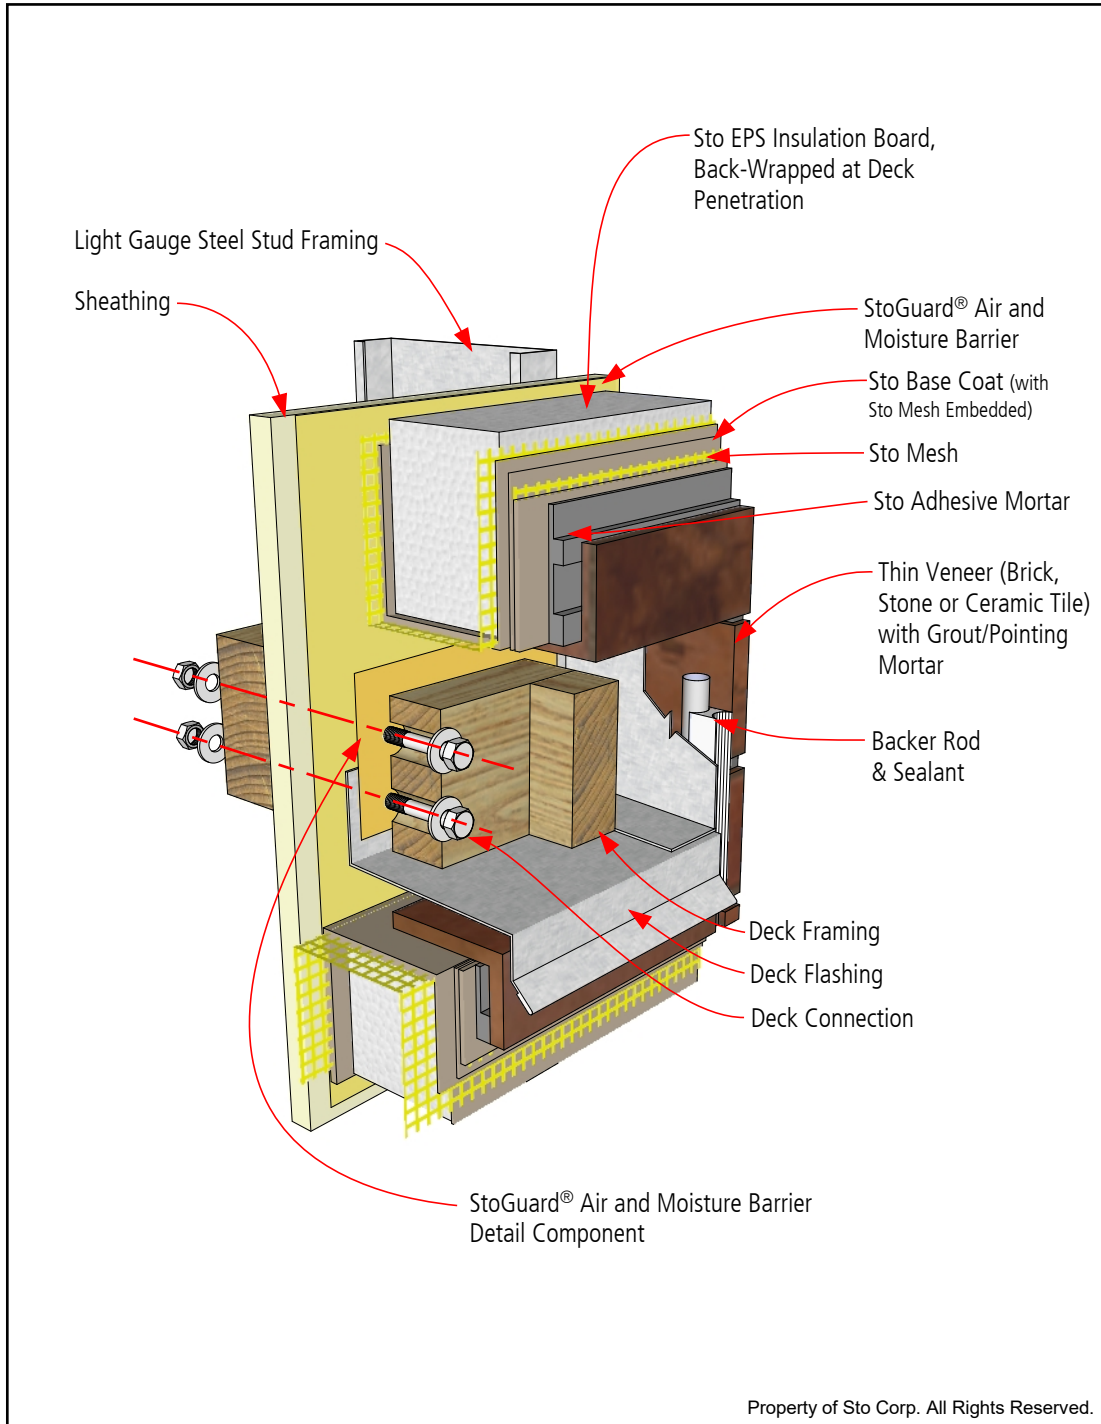 Sto EPS Insulation Board,
Back-Wrapped at Deck
Penetration
Light Gauge Steel Stud Framing
Sheathing
StoGuard® Air and
Moisture Barrier
Sto Base Coat (with
Sto Mesh Embedded)
Sto Mesh
Sto Adhesive Mortar
Thin Veneer (Brick,
Stone or Ceramic Tile)
with Grout/Pointing
Mortar
Backer Rod
& Sealant
Deck Framing
Deck Flashing
Deck Connection
StoGuard® Air and Moisture Barrier
Detail Component
Property of Sto Corp. All Rights Reserved.